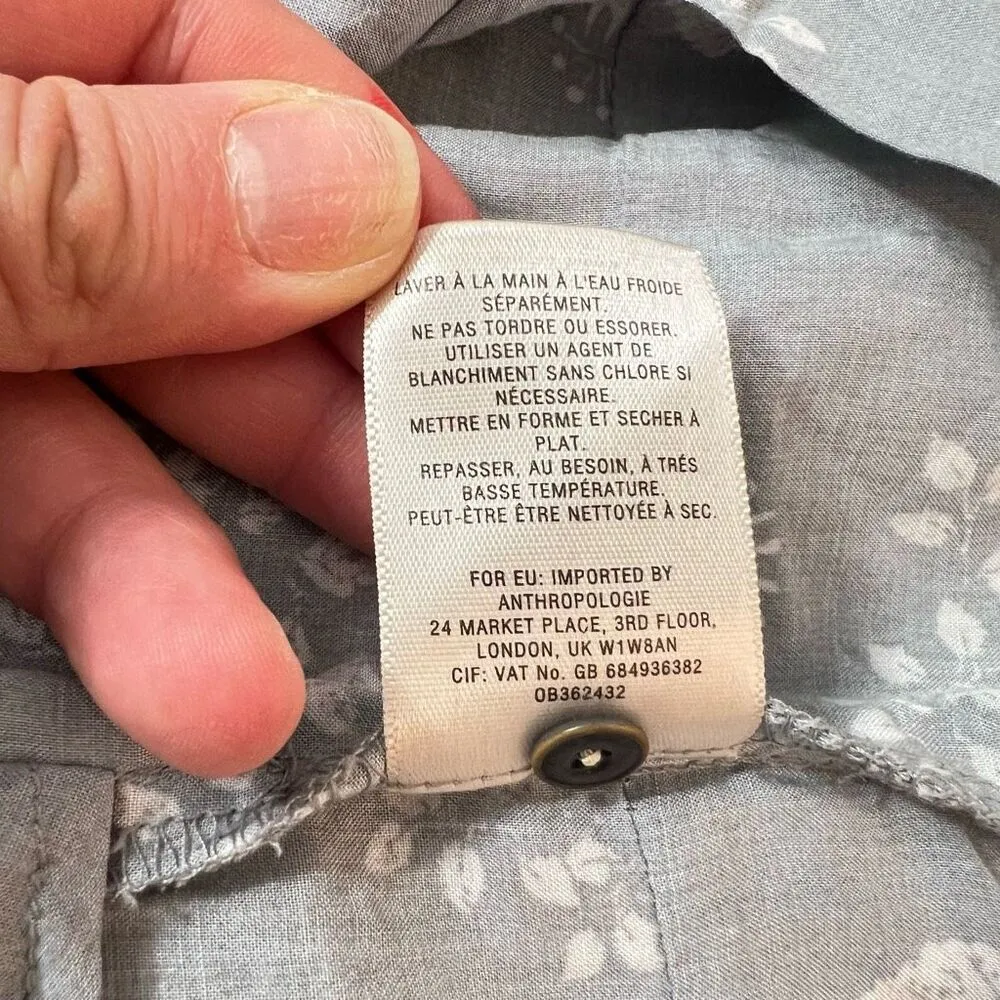 LAVER À LA MAIN À L'EAU FROIDE
SÉPARÉMENT.
NE PAS TORDRE OU ESSORER.
UTILISER UN AGENT DE
BLANCHIMENT SANS CHLORE SI
NÉCESSAIRE.
METTRE EN FORME ET SECHER À
PLAT.
REPASSER, AU BESOIN, À TRÉS
BASSE TEMPÉRATURE.
PEUT-ÊTRE ÊTRE NETTOYÉE À SEC.
FOR EU: IMPORTED BY
ANTHROPOLOGIE
24 MARKET PLACE, 3RD FLOOR,
LONDON, UK W1W8AN
CIF: VAT No. GB 684936382
OB362432